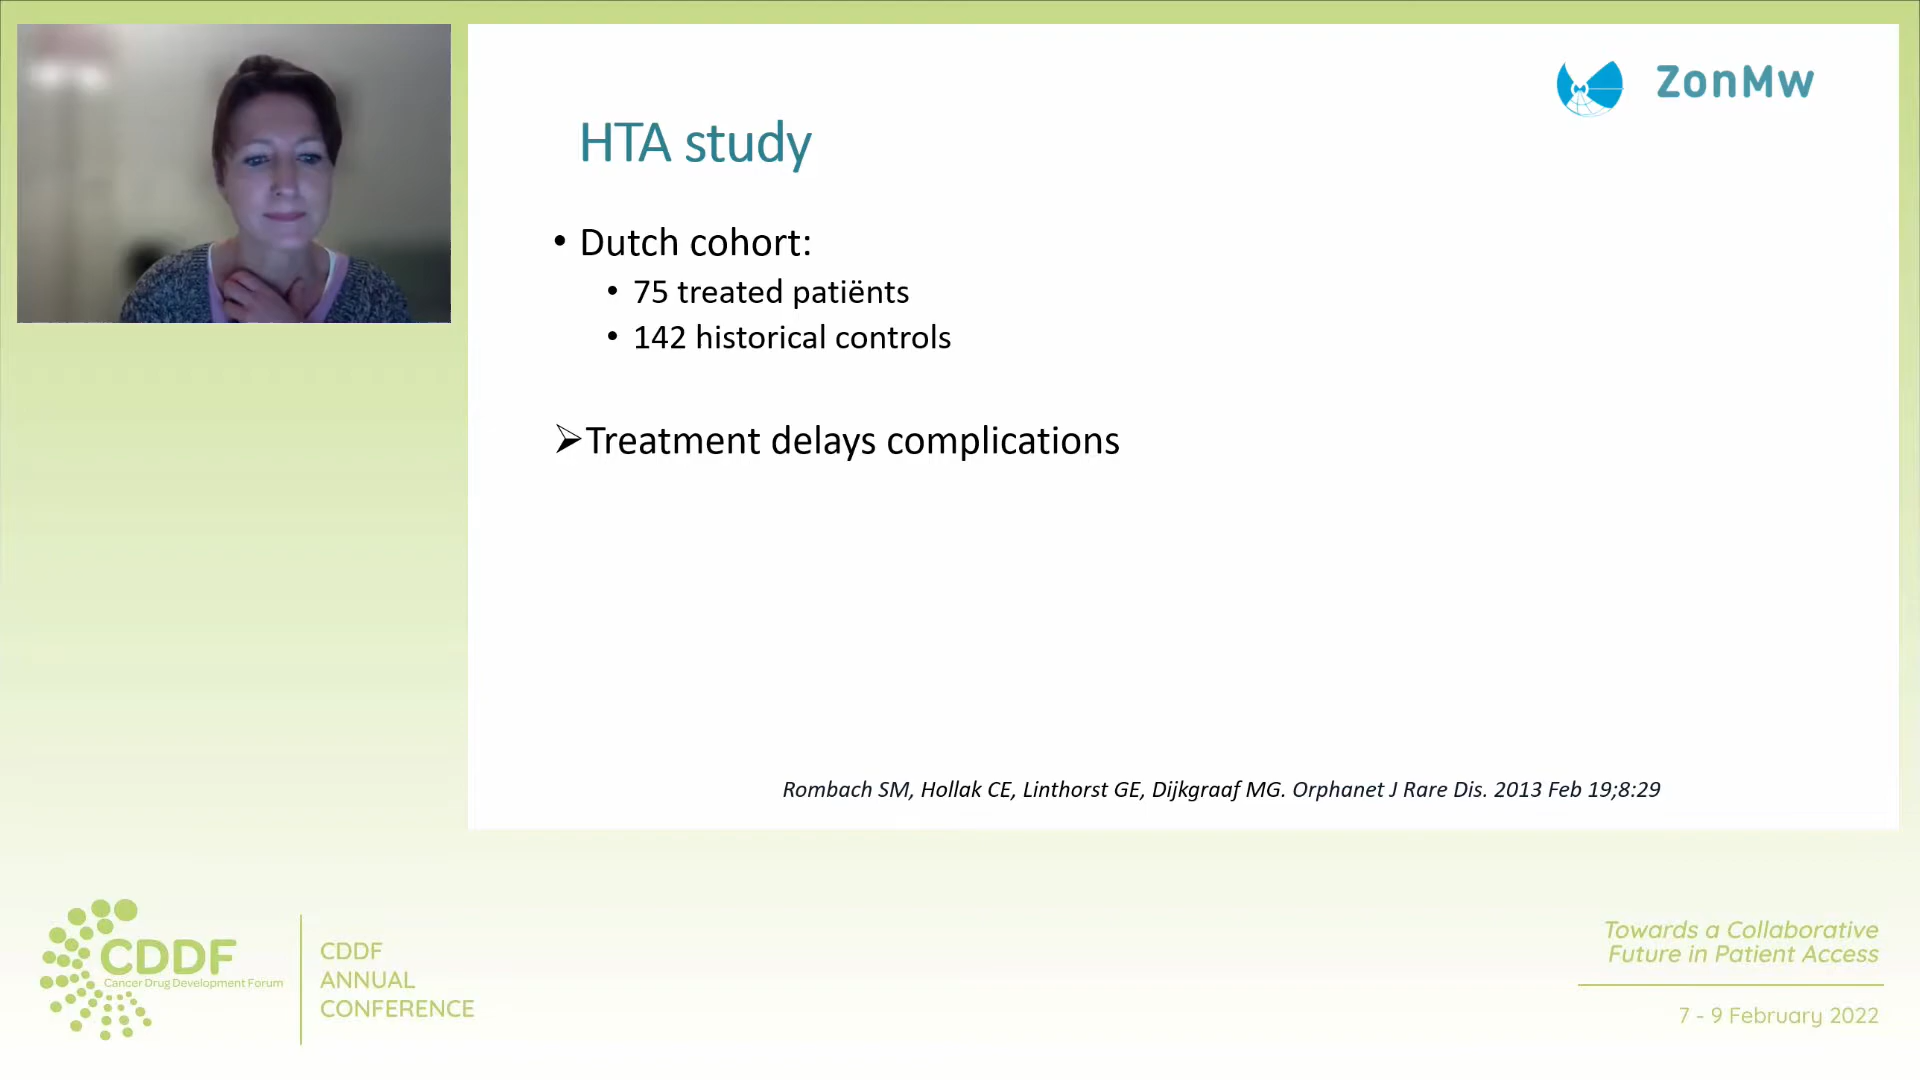 ZonMw
HTA study
• Dutch cohort:
• 75 treated patiënts
• 142 historical controls
➢Treatment delays complications
Rombach SM, Hollak CE, Linthorst GE, Dijkgraaf MG. Orphanet J Rare Dis. 2013 Feb 19;8:29
CDDF
Cancer Drug Development Forum
CDDF
ANNUAL
CONFERENCE
Towards a Collaborative
Future in Patient Access
7 - 9 February 2022